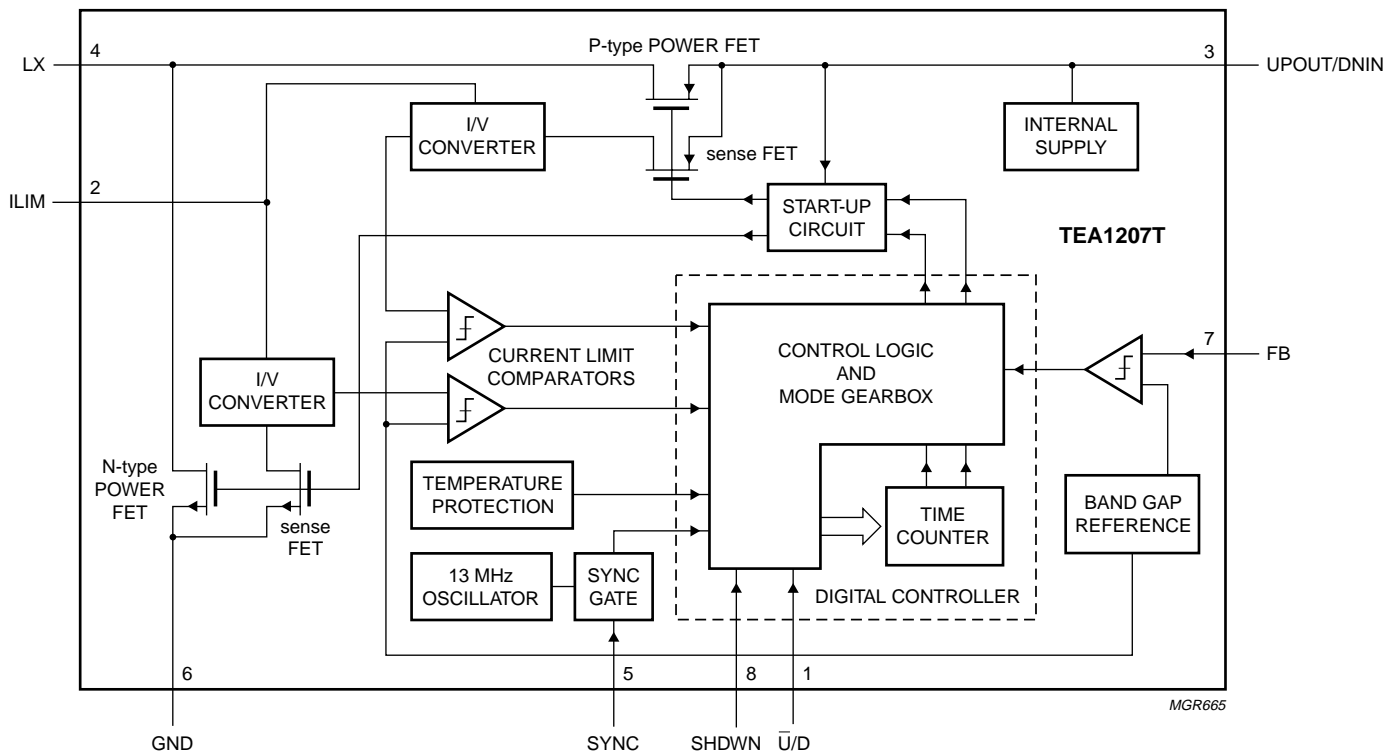 P-type POWER FET
4
3
LX
UPOUT/DNIN
I/V
CONVERTER
INTERNAL
SUPPLY
sense FET
2
ILIM
START-UP
CIRCUIT
TEA1207T
CONTROL LOGIC
AND
MODE GEARBOX
7
FB
CURRENT LIMIT
COMPARATORS
I/V
CONVERTER
N-type
POWER
FET
sense
FET
TEMPERATURE
PROTECTION
TIME
COUNTER
BAND GAP
REFERENCE
13 MHz
OSCILLATOR
SYNC
GATE
DIGITAL CONTROLLER
6
5
8
1
MGR665
GND
SYNC
SHDWN
U̅/D